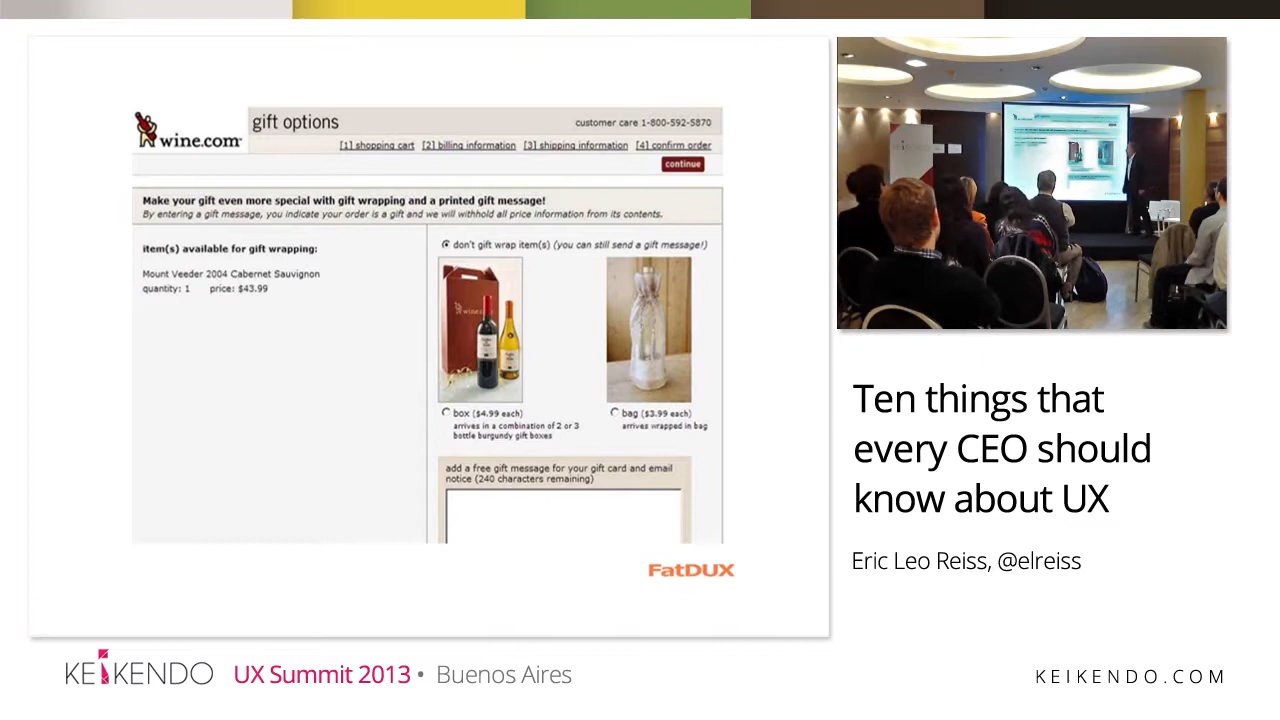 wine.com
gift options
customer care 1-800-592-5870
[1] shopping cart [2] billing information [3] shipping information [4] confirm order
continue
Make your gift even more special with gift wrapping and a printed gift message!
By entering a gift message, you indicate your order is a gift and we will withhold all price information from its contents.
item(s) available for gift wrapping:
Mount Veeder 2004 Cabernet Sauvignon
quantity: 1 price: $43.99
don't gift wrap item(s) (you can still send a gift message!)
box ($4.99 each)
arrives in a combination of 2 or 3
bottle burgundy gift boxes
bag ($3.99 each)
arrives wrapped in bag
add a free gift message for your gift card and email
notice (240 characters remaining)
FatDUX
Ten things that
every CEO should
know about UX
Eric Leo Reiss, @elreiss
KEIKENDO UX Summit 2013 • Buenos Aires
KEIKENDO.COM